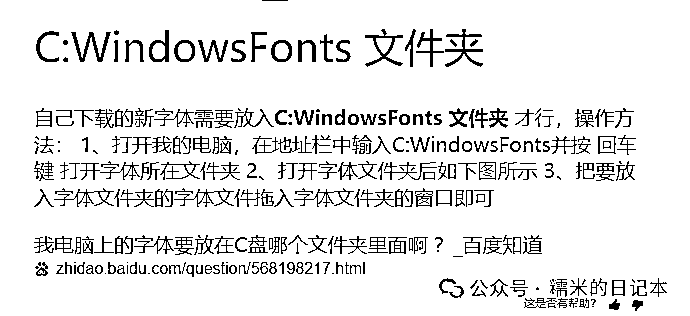 C:WindowsFonts 文件夹
自己下载的新字体需要放入C:WindowsFonts 文件夹 才行，操作方
法： 1、打开我的电脑，在地址栏中输入C:WindowsFonts并按 回车
键 打开字体所在文件夹 2、打开字体文件夹后如下图所示 3、把要放
入字体文件夹的字体文件拖入字体文件夹的窗口即可
我电脑上的字体要放在C盘哪个文件夹里面啊？_百度知道
zhidao.baidu.com/question/568198217.html
公众号 · 糯米的日记本
这是否有帮助？